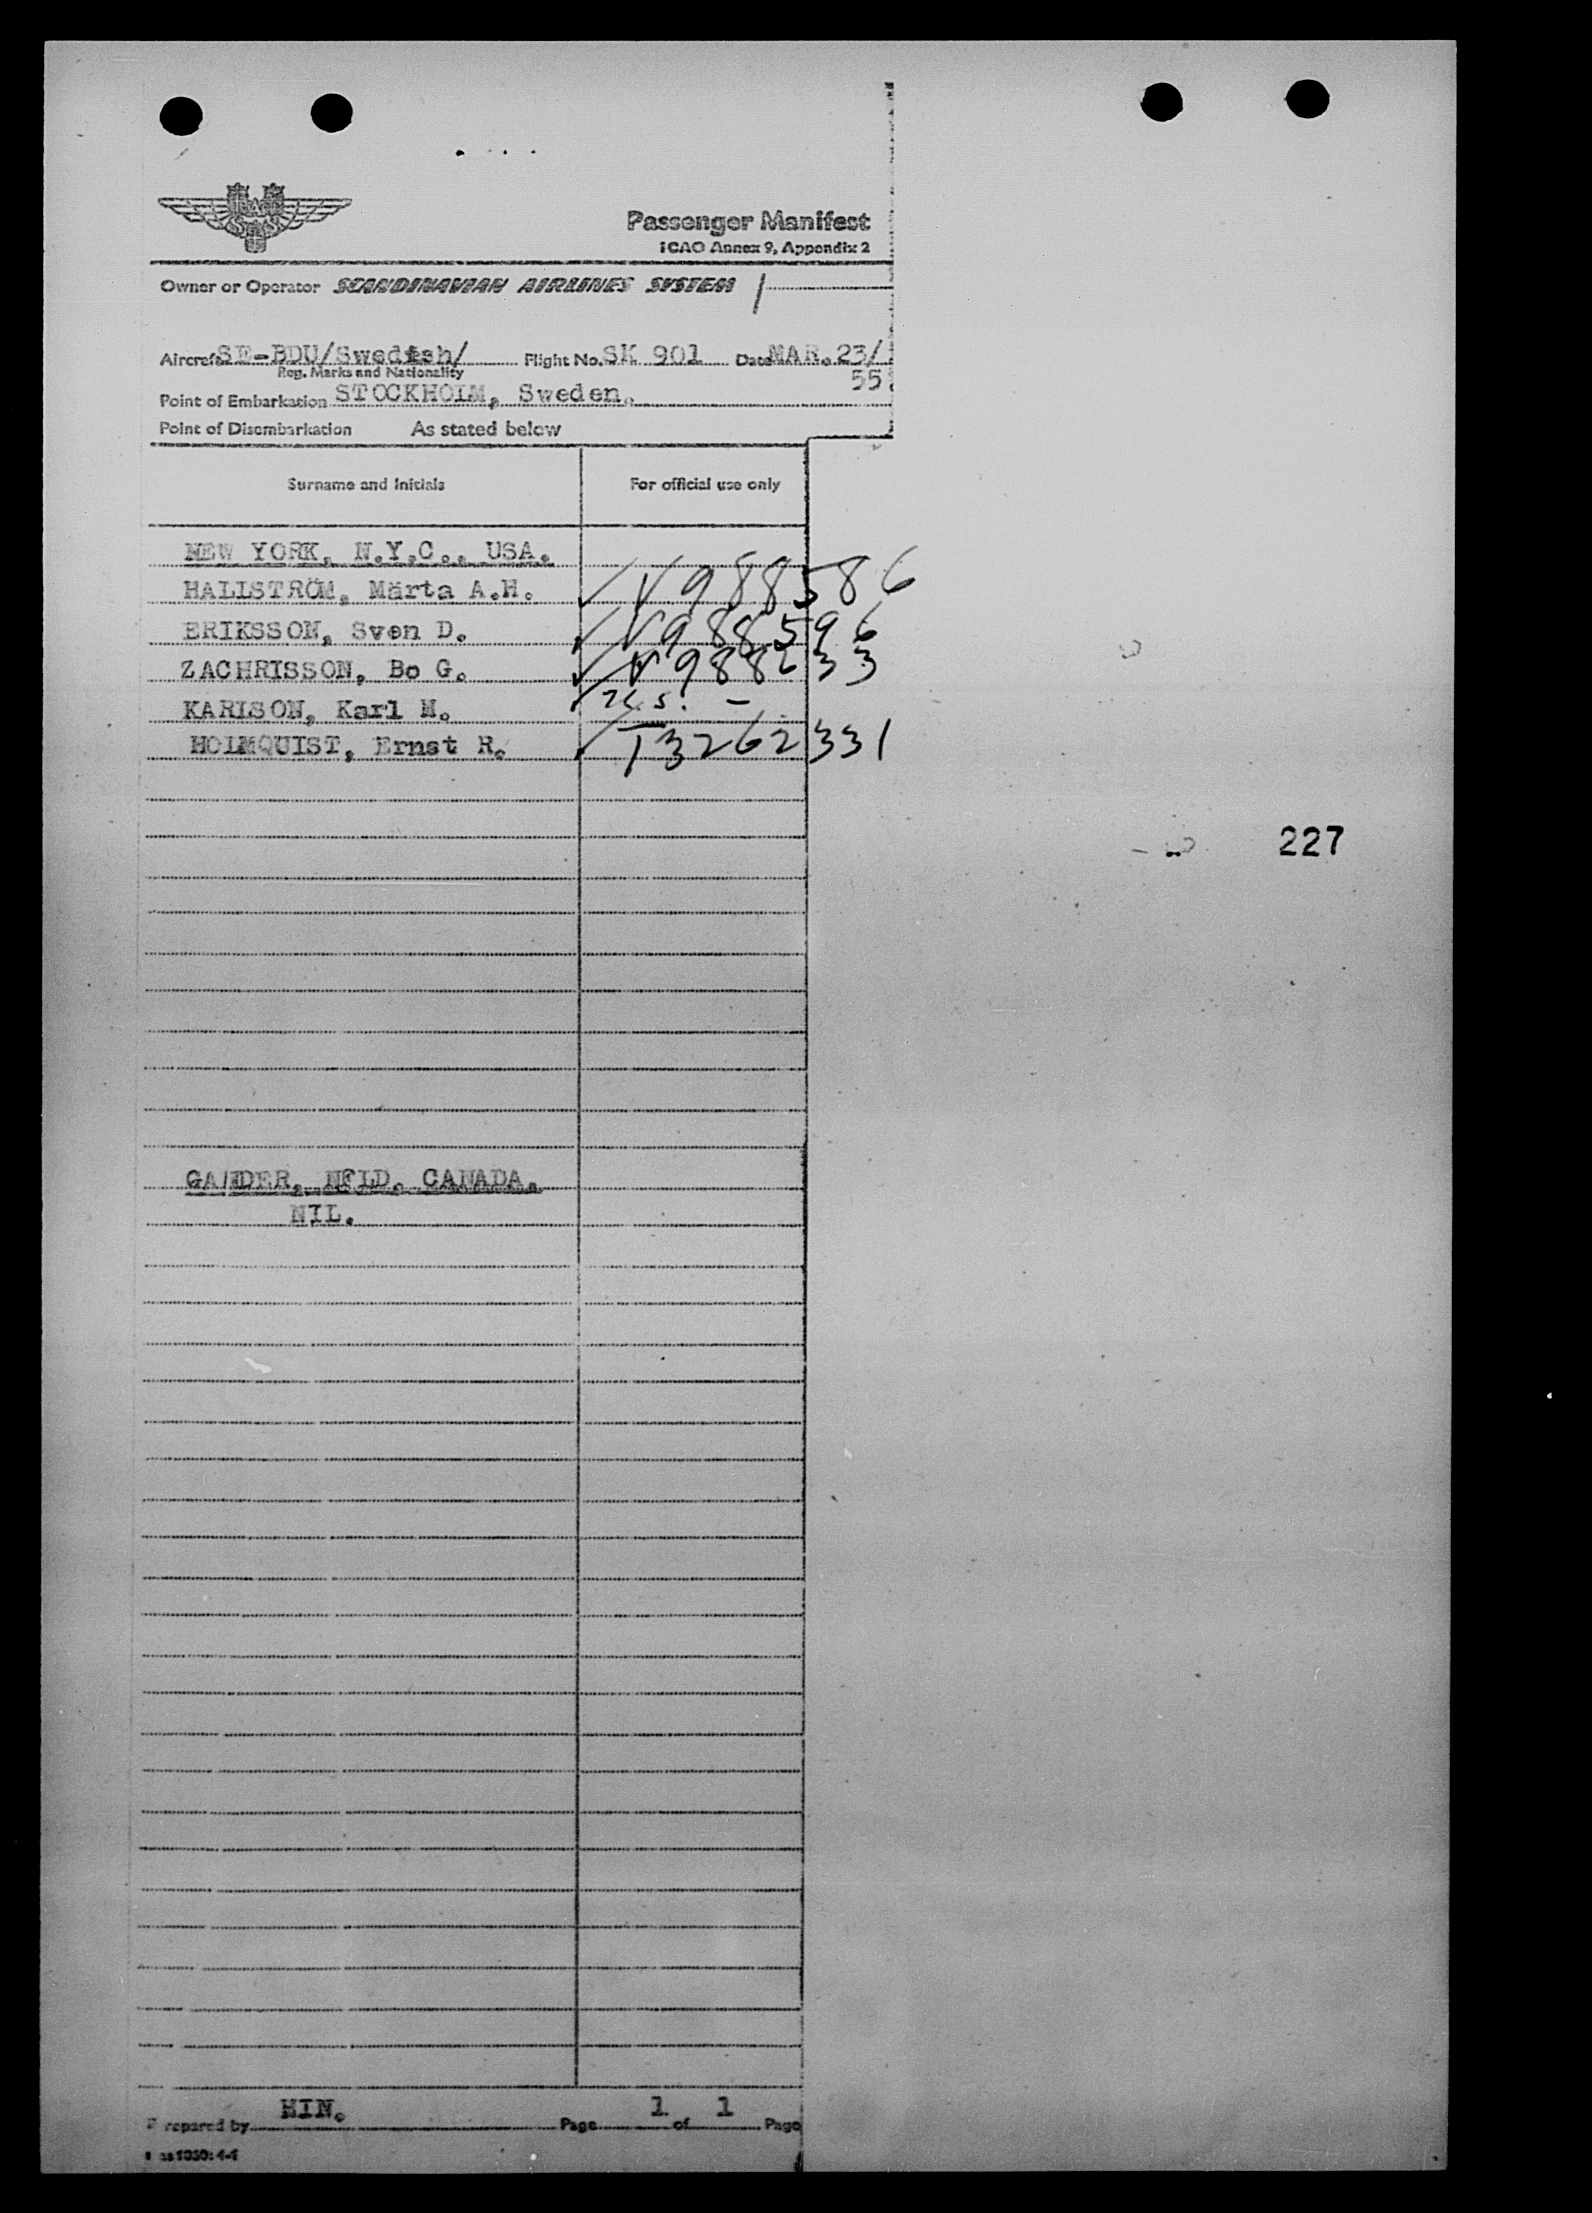 SAS
Passenger Manifest
ICAO Annex 9, Appendix 2
Owner or Operator SCANDINAVIAN AIRLINES SYSTEM
Aircraft SE-BDU/Swedish/ Flight No. SK 901 Date MAR. 23/
Reg. Marks and Nationality
55.
Point of Embarkation STOCKHOLM, Sweden.
Point of Disembarkation As stated below
Surname and Initials For official use only
NEW YORK, N.Y.C., USA.
HALLSTRÖM, Märta A.H. V988586
ERIKSSON, Sven D. V988596
ZACHRISSON, Bo G. V988633
KARLSON, Karl M.
HOLMQUIST, Ernst R. T3262331
227
GANDER, NFLD. CANADA.
NIL.
Prepared by HIN. Page 1 of 1 Page